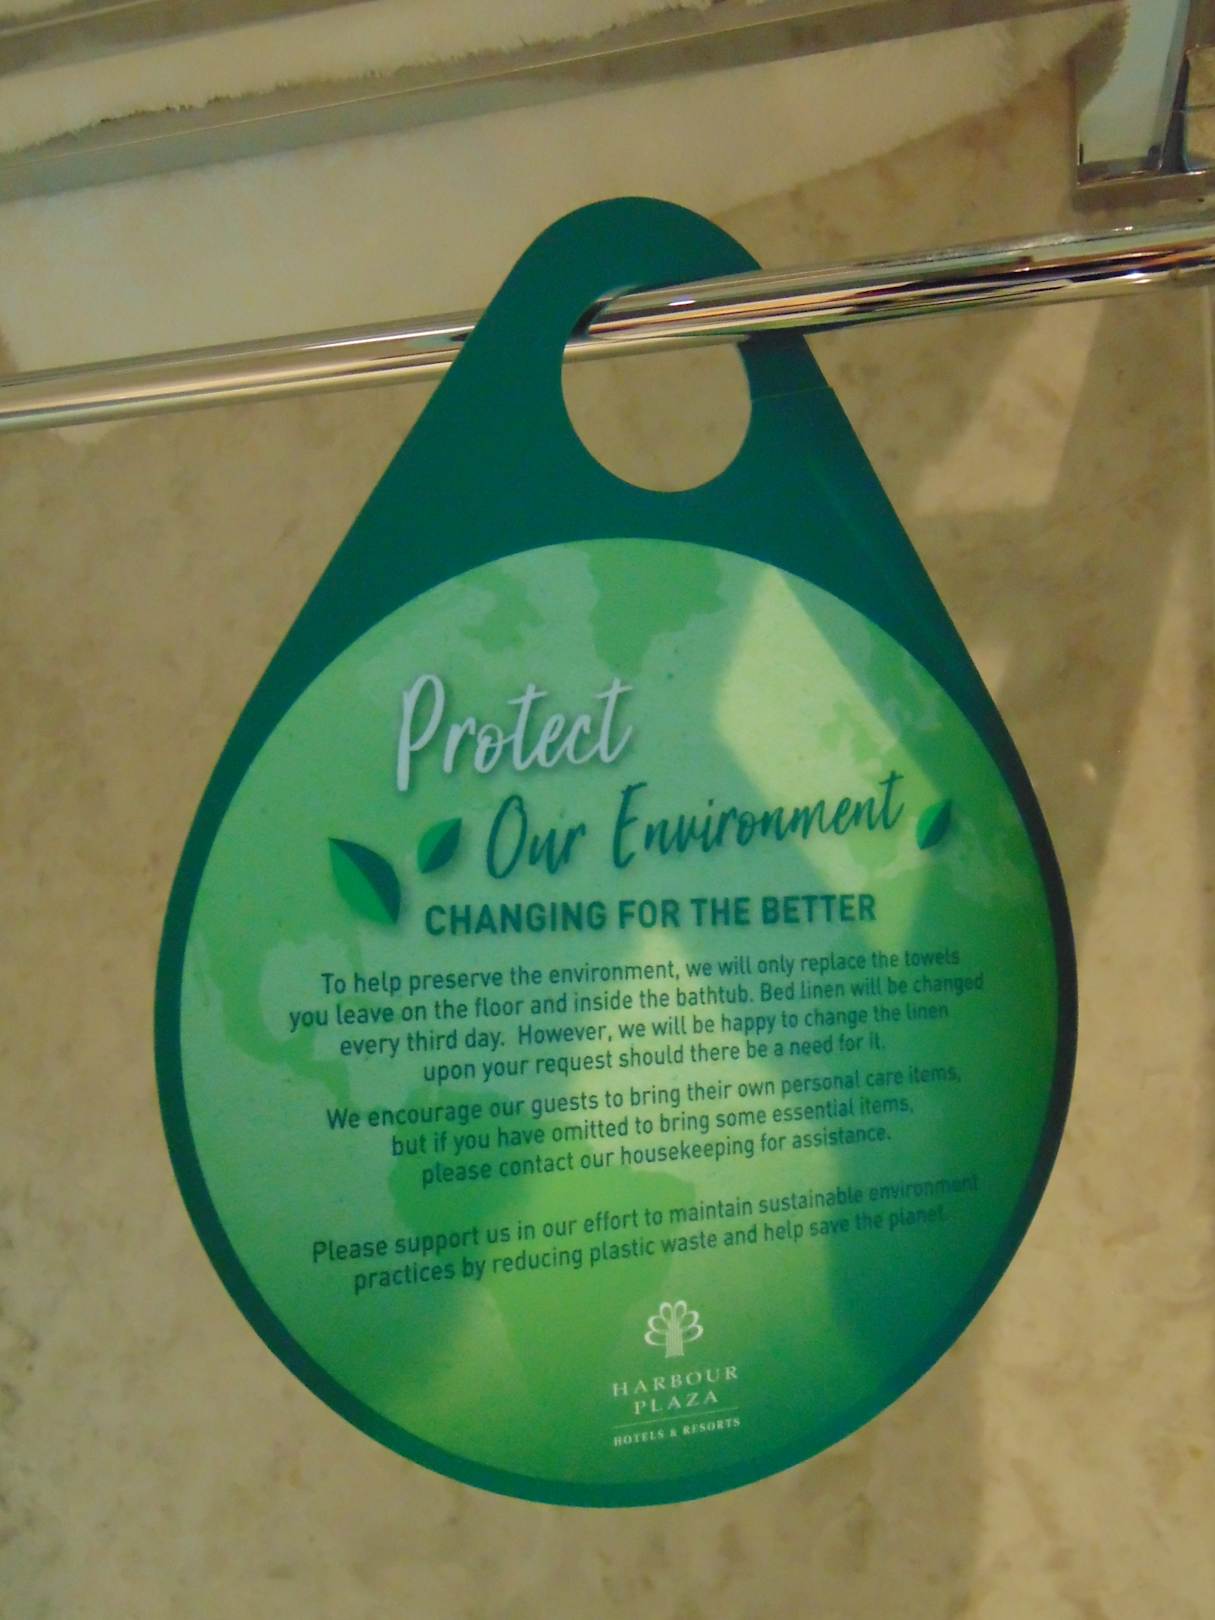 Protect
Our Environment
CHANGING FOR THE BETTER
To help preserve the environment, we will only replace the towels
you leave on the floor and inside the bathtub. Bed linen will be changed
every third day. However, we will be happy to change the linen
upon your request should there be a need for it.
We encourage our guests to bring their own personal care items,
but if you have omitted to bring some essential items,
please contact our housekeeping for assistance.
Please support us in our effort to maintain sustainable environment
practices by reducing plastic waste and help save the planet.
HARBOUR
PLAZA
HOTELS & RESORTS